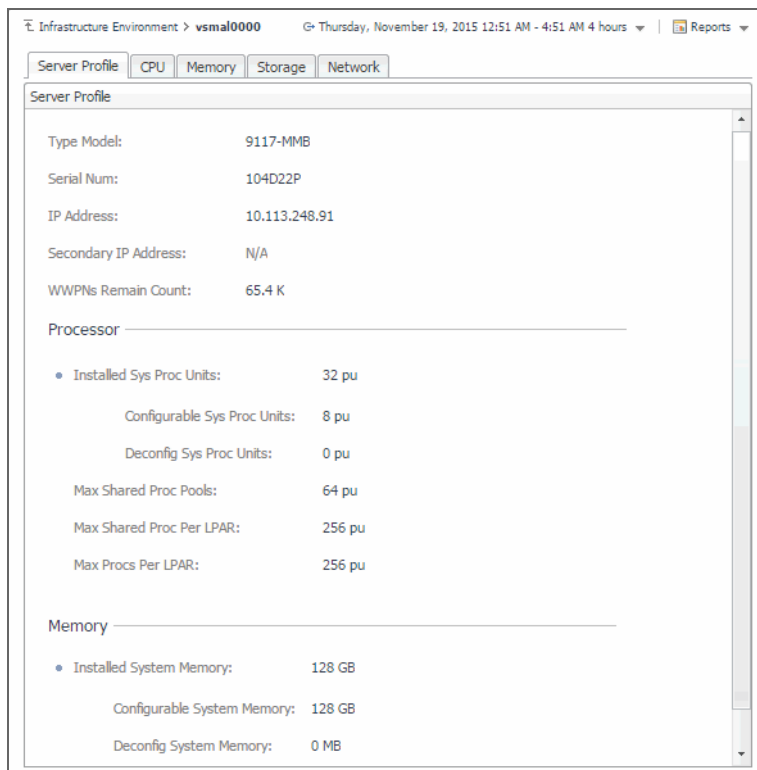 Infrastructure Environment > vsmal0000 Thursday, November 19, 2015 12:51 AM - 4:51 AM 4 hours Reports
Server Profile CPU Memory Storage Network
Server Profile
Type Model: 9117-MMB
Serial Num: 104D22P
IP Address: 10.113.248.91
Secondary IP Address: N/A
WWPNs Remain Count: 65.4 K
Processor
• Installed Sys Proc Units: 32 pu
Configurable Sys Proc Units: 8 pu
Deconfig Sys Proc Units: 0 pu
Max Shared Proc Pools: 64 pu
Max Shared Proc Per LPAR: 256 pu
Max Procs Per LPAR: 256 pu
Memory
• Installed System Memory: 128 GB
Configurable System Memory: 128 GB
Deconfig System Memory: 0 MB